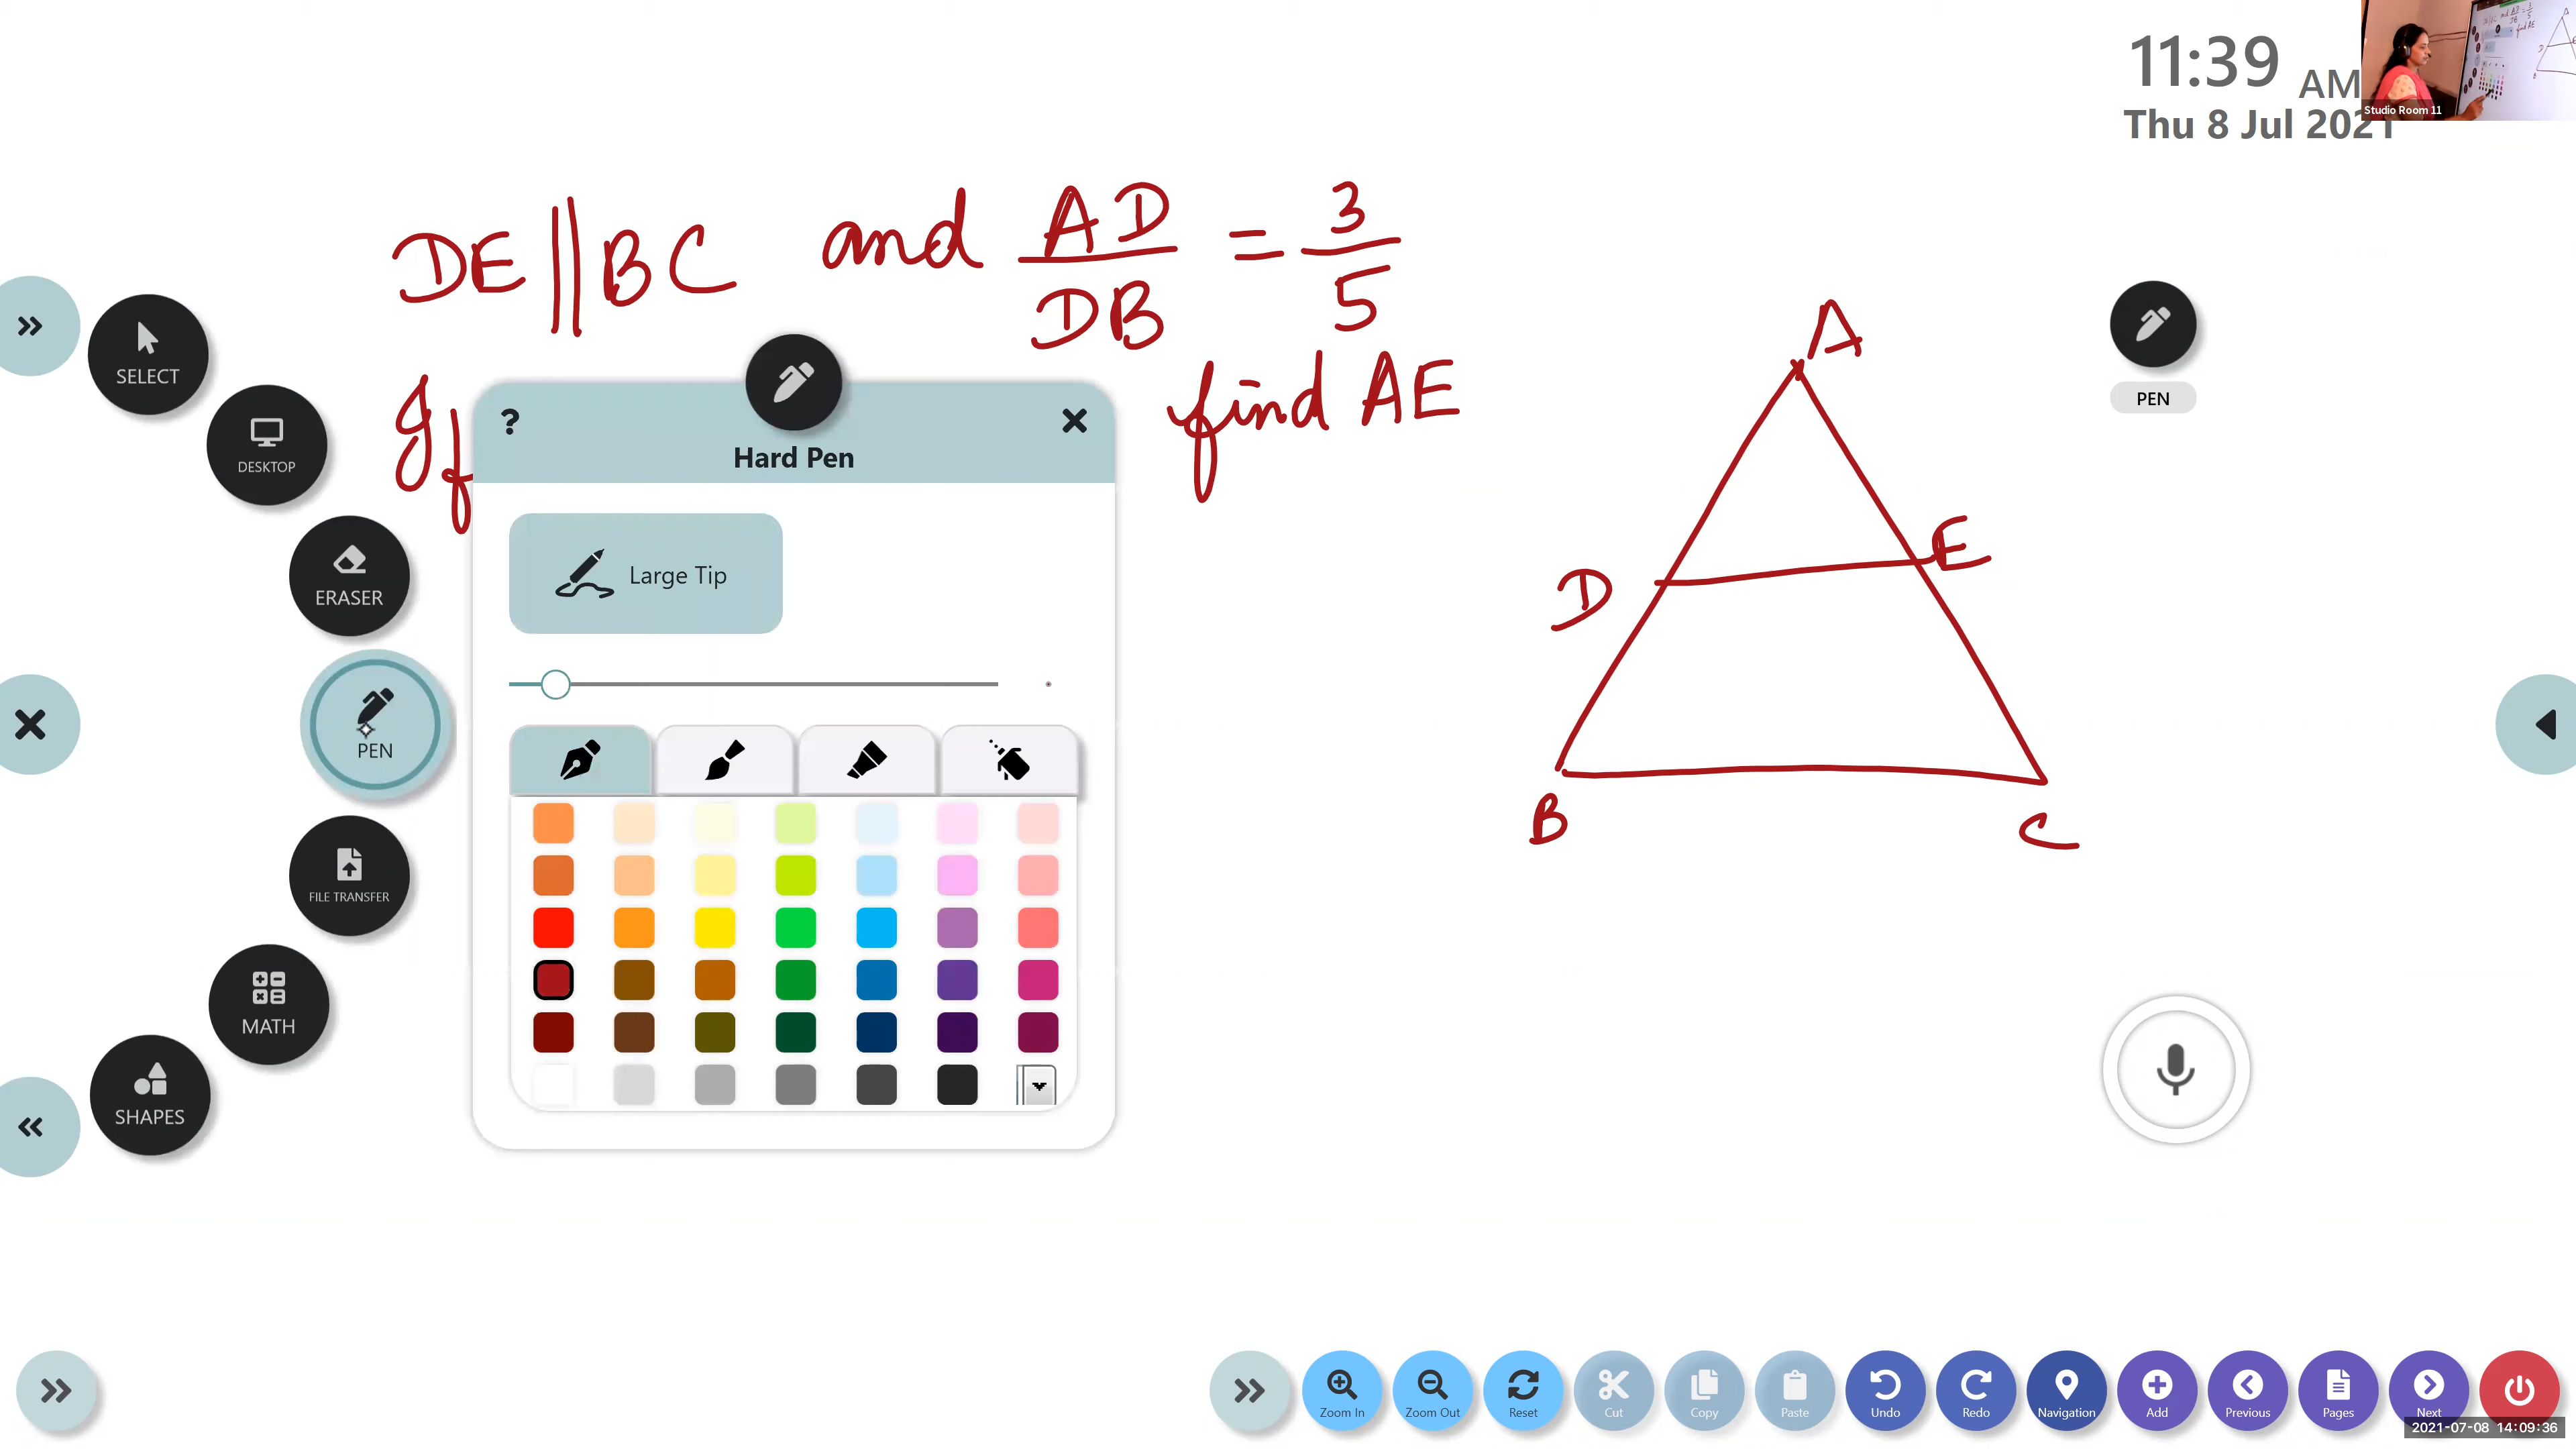 11:39 AM
Thu 8 Jul 2021
Studio Room 11
DE || BC and AD/DB = 3/5
If find AE
A
D E
B C
SELECT
DESKTOP
ERASER
PEN
FILE TRANSFER
MATH
SHAPES
?
Hard Pen
Large Tip
PEN
Zoom In
Zoom Out
Reset
Cut
Copy
Paste
Undo
Redo
Navigation
Add
Previous
Pages
Next
2021-07-08 14:09:36